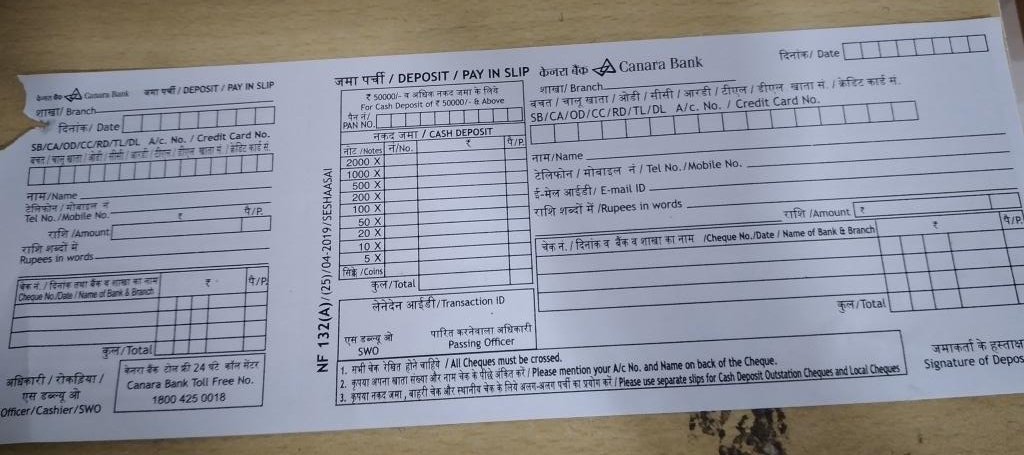 केनरा बैंक Canara Bank जमा पर्ची / DEPOSIT / PAY IN SLIP
शाखा/ Branch
दिनांक/ Date
SB/CA/OD/CC/RD/TL/DL A/c. No. / Credit Card No.
बचत / चालू खाता / ओडी / सीसी / आरडी / टीएल / डीएल खाता सं / क्रेडिट कार्ड सं.
नाम/Name
टेलिफोन / मोबाइल नं
Tel No. /Mobile No.
₹ पै/P.
राशि /Amount
राशि शब्दों में
Rupees in words
चेक नं. / दिनांक तथा बैंक व शाखा का नाम ₹ पै/P.
Cheque No./Date / Name of Bank & Branch
कुल/Total
अधिकारी / रोकड़िया /
एस डब्ल्यू ओ
Officer/Cashier/SWO
केनरा बैंक टोल फ्री 24 घंटे कॉल सेंटर
Canara Bank Toll Free No.
1800 425 0018
NF 132(A)/(25)/04-2019/SESHAASAI
जमा पर्ची / DEPOSIT / PAY IN SLIP केनरा बैंक Canara Bank
दिनांक/ Date
₹ 50000/- व अधिक नकद जमा के लिये
For Cash Deposit of ₹ 50000/- & Above
पैन नं/
PAN NO.
नकद जमा / CASH DEPOSIT
नोट /Notes नं/No. ₹ पै/P.
2000 X
1000 X
500 X
200 X
100 X
50 X
20 X
10 X
5 X
सिक्के /Coins
कुल/Total
लेनेदेन आईडी/Transaction ID
एस डब्ल्यू ओ
SWO
पारित करनेवाला अधिकारी
Passing Officer
शाखा/ Branch
बचत / चालू खाता / ओडी / सीसी / आरडी / टीएल / डीएल खाता सं. / क्रेडिट कार्ड सं.
SB/CA/OD/CC/RD/TL/DL A/c. No. / Credit Card No.
नाम/Name
टेलिफोन / मोबाइल नं / Tel No. /Mobile No.
ई-मेल आईडी/ E-mail ID
राशि शब्दों में /Rupees in words
राशि /Amount ₹
चेक नं. / दिनांक व बैंक व शाखा का नाम /Cheque No./Date / Name of Bank & Branch ₹ पै/P.
कुल/Total
1. सभी चेक रेखित होने चाहिये / All Cheques must be crossed.
2. कृपया अपना खाता संख्या और नाम चेक के पीछे अंकित करें / Please mention your A/c No. and Name on back of the Cheque.
3. कृपया नकद जमा, बाहरी चेक और स्थानीय चेक के लिये अलग-अलग पर्ची का प्रयोग करें / Please use separate slips for Cash Deposit Outstation Cheques and Local Cheques
जमाकर्ता के हस्ताक्ष
Signature of Depos